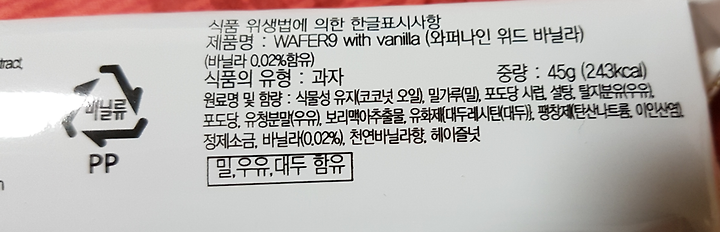 식품 위생법에 의한 한글표시사항
제품명 : WAFER9 with vanilla (와퍼나인 위드 바닐라)
(바닐라 0.02%함유)
식품의 유형 : 과자 중량 : 45g (243kcal)
원료명 및 함량 : 식물성 유지(코코넛 오일), 밀가루(밀), 포도당 시럽, 설탕, 탈지분유(우유),
포도당, 유청분말(우유), 보리맥아추출물, 유화제{대두레시틴(대두)}, 팽창제(탄산나트륨, 이인산염),
정제소금, 바닐라(0.02%), 천연바닐라향, 헤이즐넛
밀,우유,대두 함유
비닐류
PP